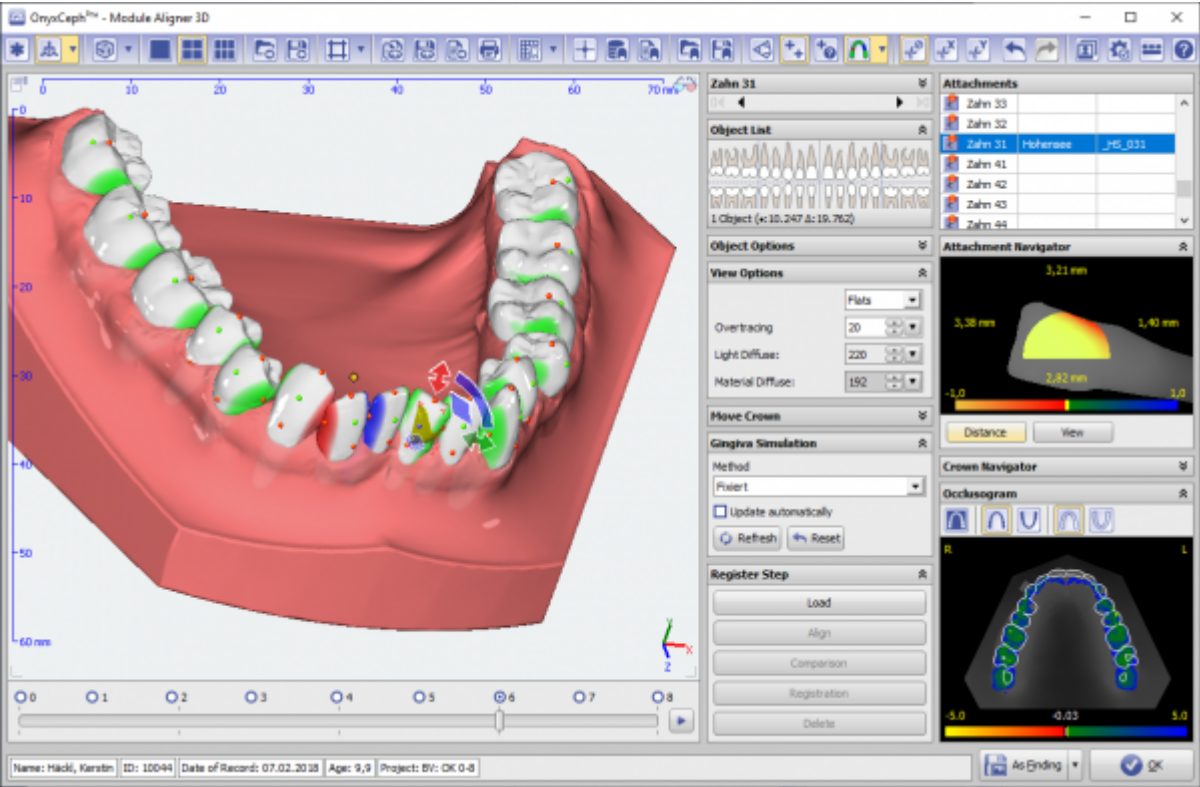 OnyxCeph³™ - Module Aligner 3D
0 10 20 30 40 50 60 70 mm
0
10
20
30
40
50
60 mm
Y
X
Z
0 1 2 3 4 5 6 7 8
Zahn 31
Object List
1 Object (+:10.247 Δ:19.762)
Object Options
View Options
Flats
Overtracing 20
Light Diffuse: 220
Material Diffuse: 192
Move Crown
Gingiva Simulation
Method
Fixiert
Update automatically
Refresh Reset
Register Step
Load
Align
Comparison
Registration
Delete
Attachments
Zahn 33
Zahn 32
Zahn 31 Hohensee _HS_031
Zahn 41
Zahn 42
Zahn 43
Zahn 44
Attachment Navigator
3,21 mm
3,38 mm 1,40 mm
2,82 mm
-1,0 1,0
Distance View
Crown Navigator
Occlusogram
R L
-5.0 -0.03 5.0
Name: Häckl, Kerstin ID: 10044 Date of Record: 07.02.2018 Age: 9,9 Project: BV: OK 0-8
As Ending OK